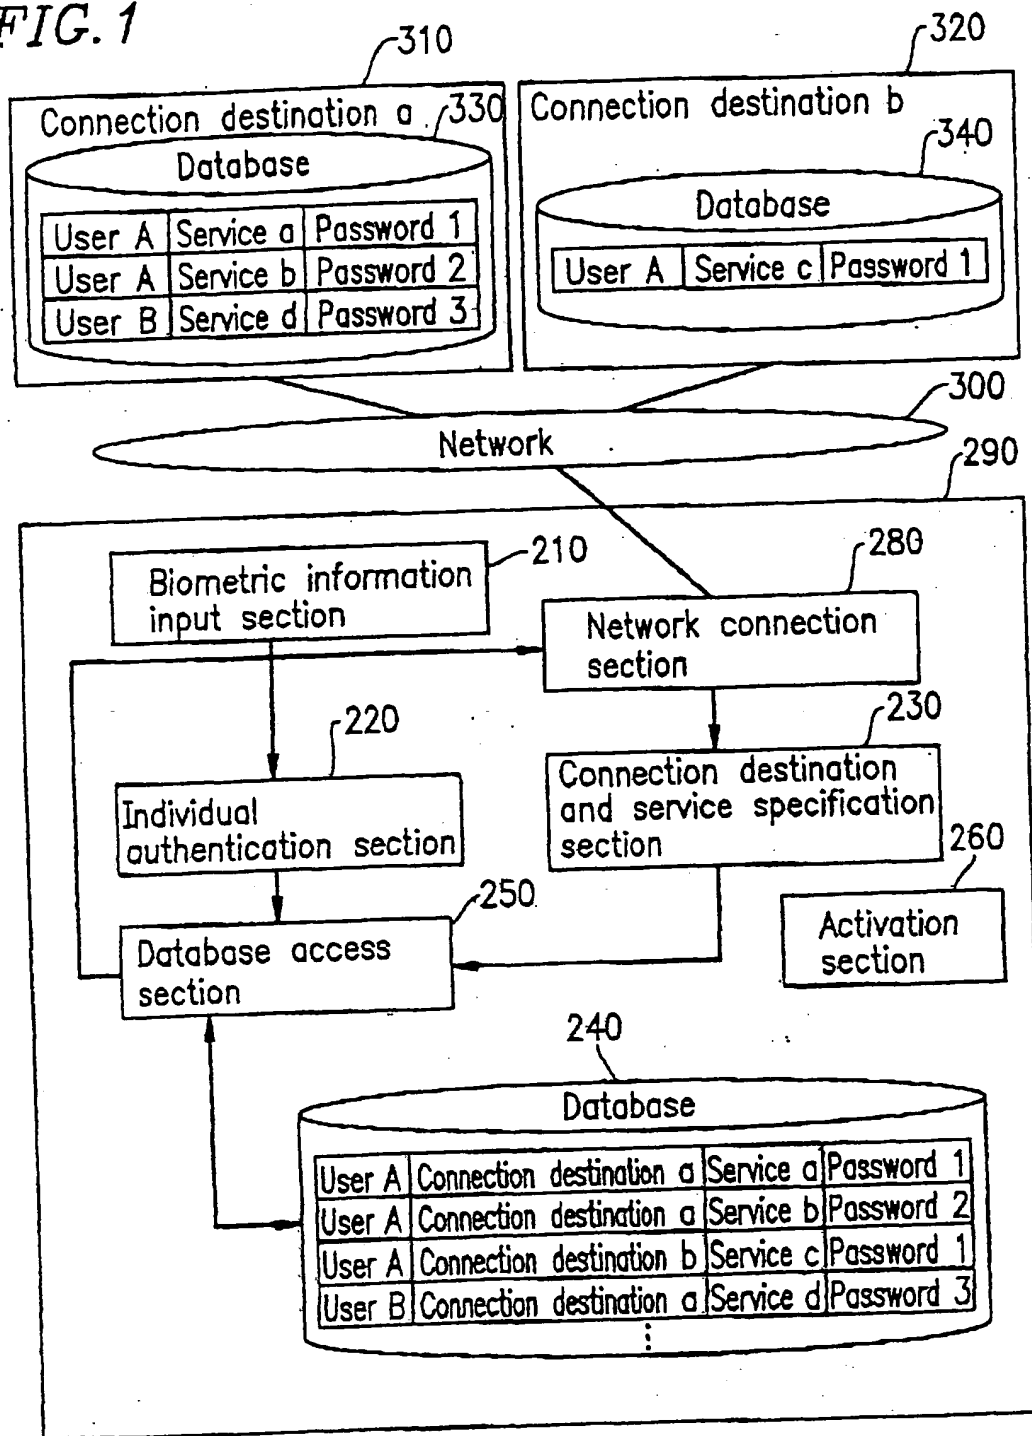 FIG. 1
310
320
Connection destination a
330
Database
User A Service a Password 1
User A Service b Password 2
User B Service d Password 3
Connection destination b
340
Database
User A Service c Password 1
300
Network
290
210
Biometric information
input section
280
Network connection
section
220
Individual
authentication section
230
Connection destination
and service specification
section
260
Activation
section
250
Database access
section
240
Database
User A Connection destination a Service a Password 1
User A Connection destination a Service b Password 2
User A Connection destination b Service c Password 1
User B Connection destination a Service d Password 3